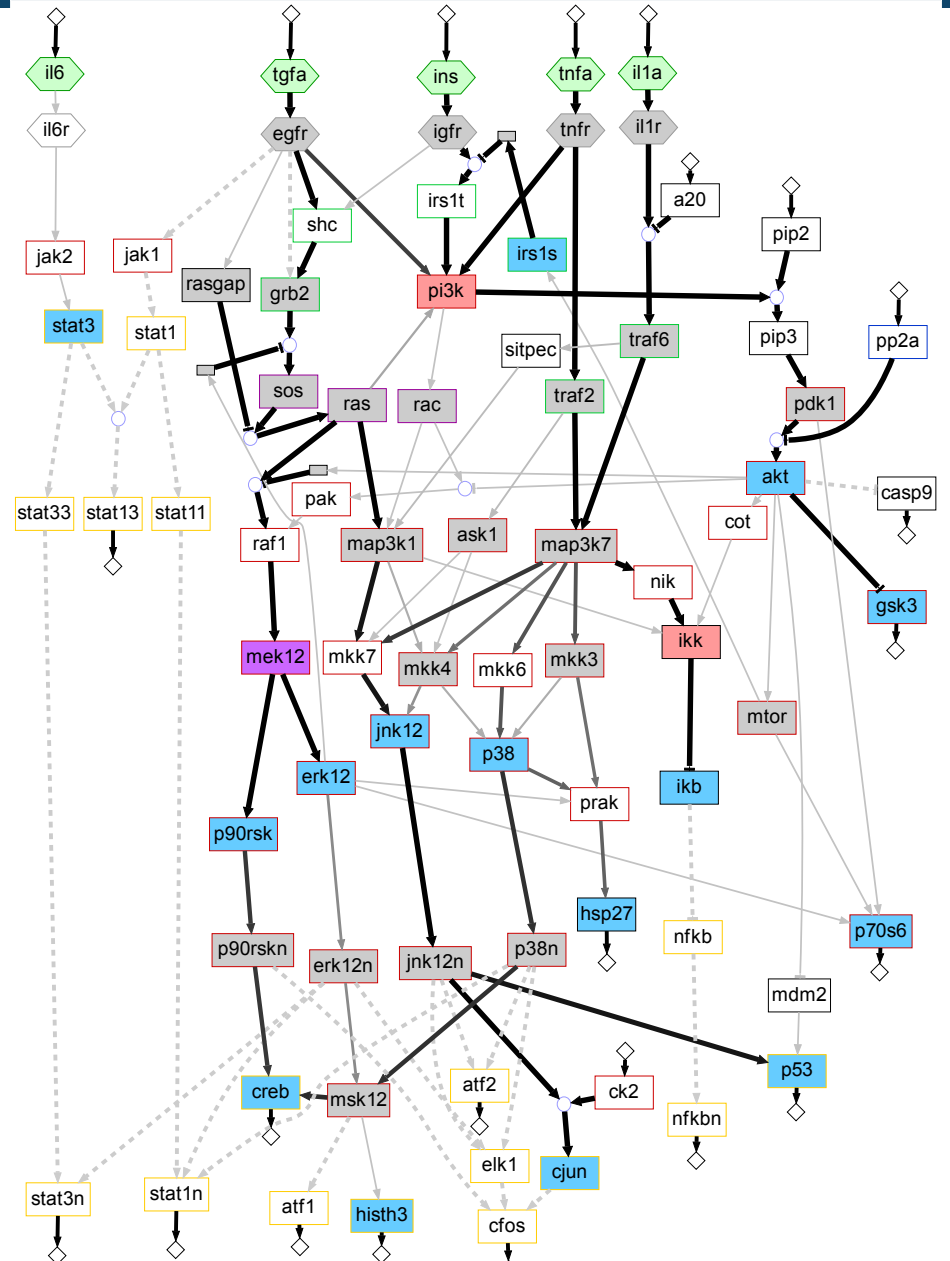 il6
tgfa
ins
tnfa
il1a
il6r
egfr
igfr
tnfr
il1r
irs1t
a20
shc
pip2
jak2
jak1
irs1s
rasgap
grb2
pi3k
stat3
stat1
sitpec
traf6
pip3
pp2a
sos
ras
rac
traf2
pdk1
akt
casp9
stat33
stat13
stat11
pak
cot
raf1
map3k1
ask1
map3k7
nik
gsk3
mek12
mkk7
mkk4
mkk6
mkk3
ikk
jnk12
mtor
p38
erk12
ikb
prak
p90rsk
hsp27
p70s6
nfkb
p90rskn
erk12n
jnk12n
p38n
mdm2
p53
creb
msk12
atf2
ck2
nfkbn
elk1
cjun
stat3n
stat1n
atf1
histh3
cfos